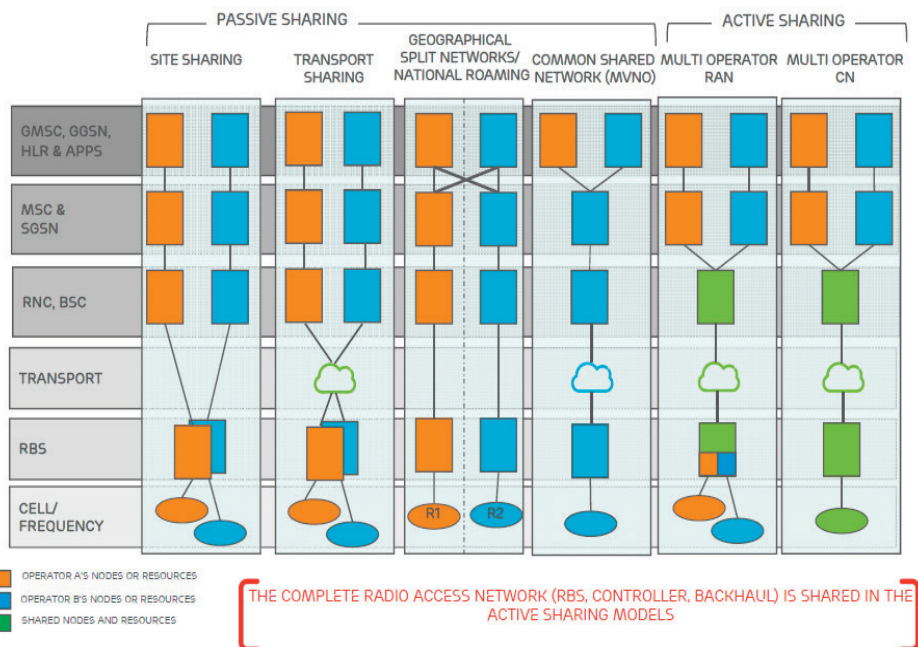 PASSIVE SHARING
ACTIVE SHARING
SITE SHARING
TRANSPORT
SHARING
GEOGRAPHICAL
SPLIT NETWORKS/
NATIONAL ROAMING
COMMON SHARED
NETWORK (MVNO)
MULTI OPERATOR
RAN
MULTI OPERATOR
CN
GMSC, GGSN,
HLR & APPS
MSC &
SGSN
RNC, BSC
TRANSPORT
RBS
CELL/
FREQUENCY
R1
R2
OPERATOR A'S NODES OR RESOURCES
OPERATOR B'S NODES OR RESOURCES
SHARED NODES AND RESOURCES
THE COMPLETE RADIO ACCESS NETWORK (RBS, CONTROLLER, BACKHAUL) IS SHARED IN THE
ACTIVE SHARING MODELS